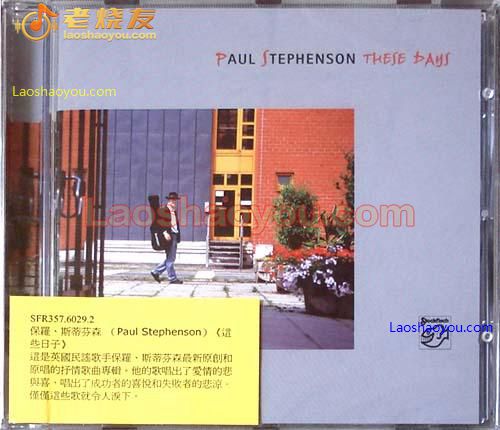 老烧友
laoshaoyou.com
Laoshaoyou.com
PAUL STEPHENSON THESE DAYS
Laoshaoyou.com
Stockfisch
Laoshaoyou.com
SFR357.6029.2
保羅、斯蒂芬森 (Paul Stephenson)《這
些日子》
這是英國民謠歌手保羅、斯蒂芬森最新原創和
原唱的抒情歌曲專輯。他的歌唱出了愛情的悲
與喜、唱出了成功者的喜悅和失敗者的悲涼。
僅僅這些歌就令人淚下。